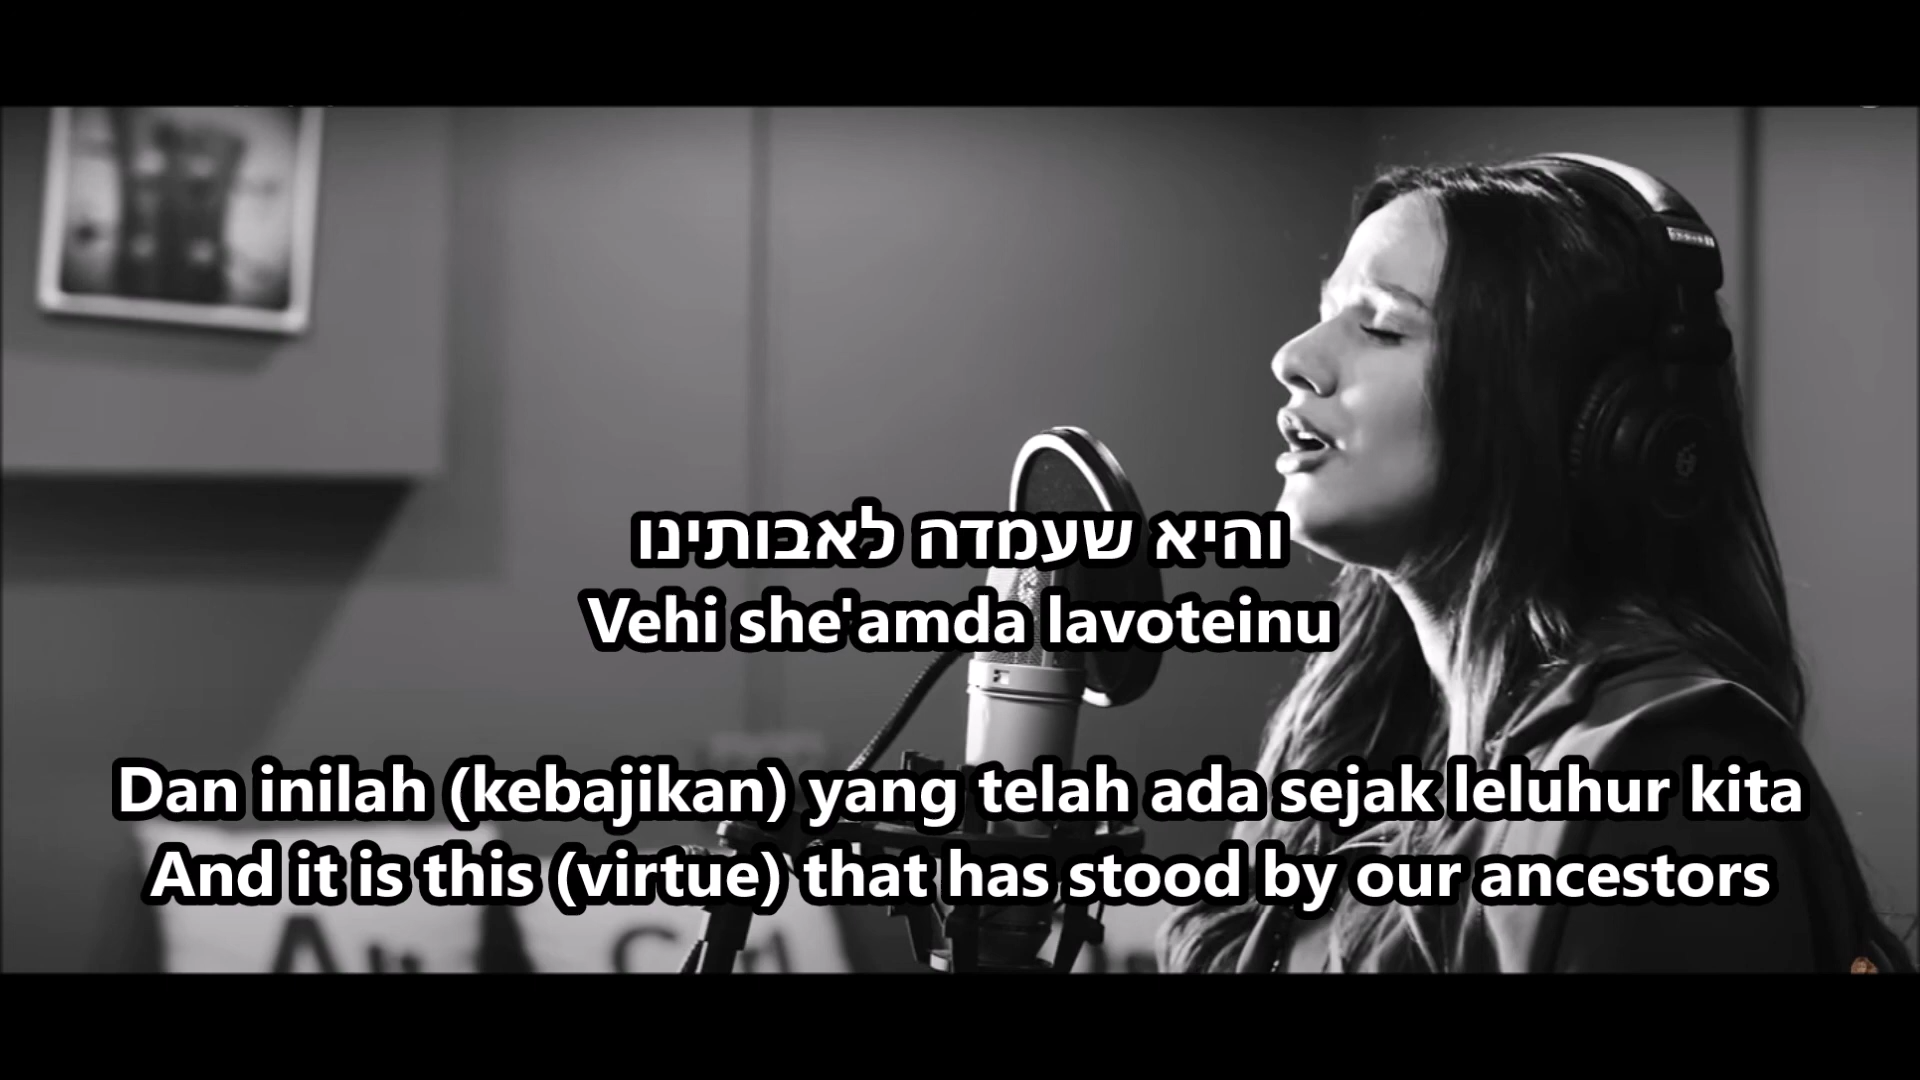 והיא שעמדה לאבותינו
Vehi she'amda lavoteinu
Dan inilah (kebajikan) yang telah ada sejak leluhur kita
And it is this (virtue) that has stood by our ancestors